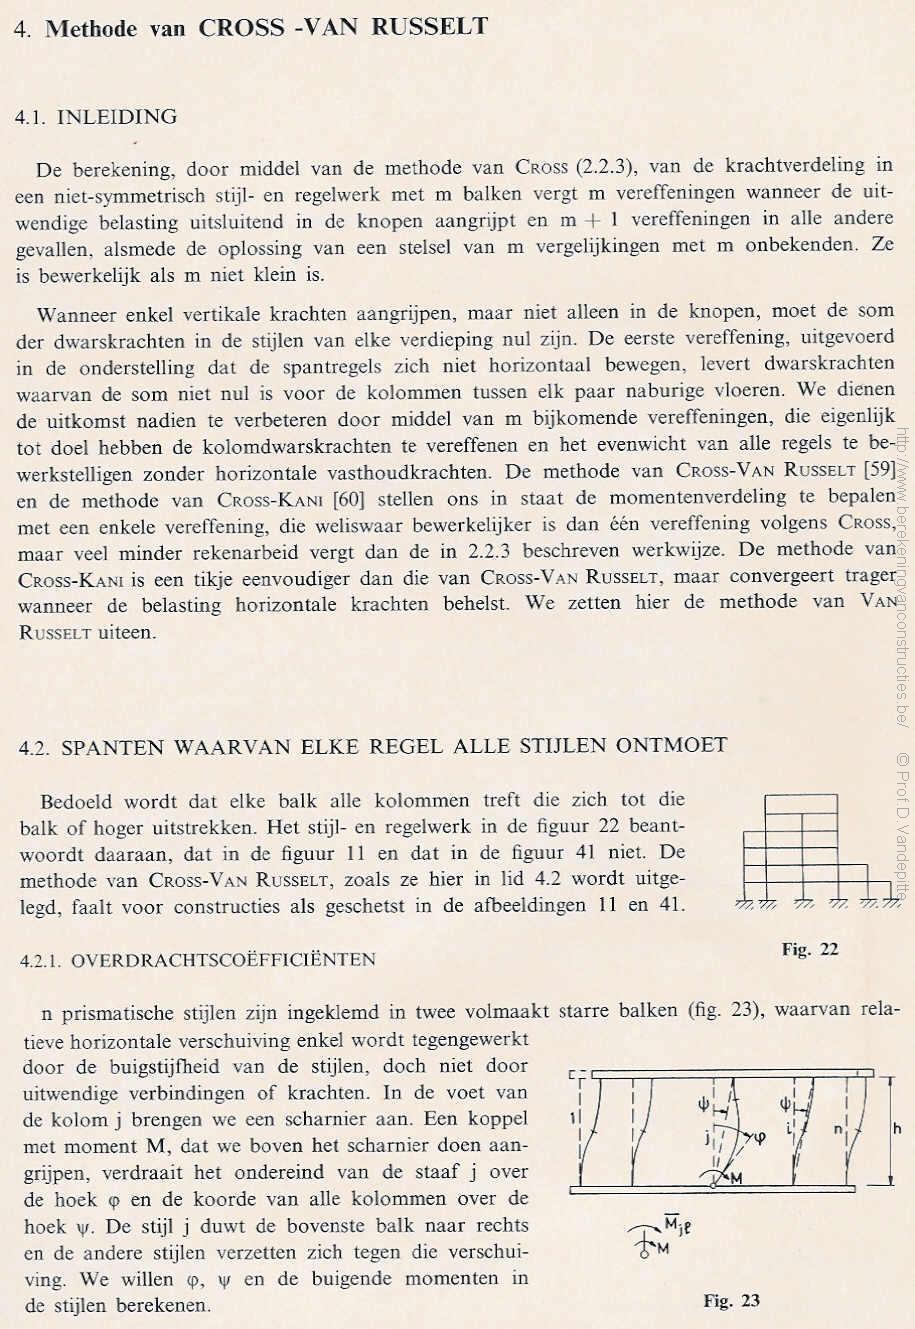 4. Methode van CROSS -VAN RUSSELT
4.1. INLEIDING
De berekening, door middel van de methode van CROSS (2.2.3), van de krachtverdeling in
een niet-symmetrisch stijl- en regelwerk met m balken vergt m vereffeningen wanneer de uit-
wendige belasting uitsluitend in de knopen aangrijpt en m + 1 vereffeningen in alle andere
gevallen, alsmede de oplossing van een stelsel van m vergelijkingen met m onbekenden. Ze
is bewerkelijk als m niet klein is.
Wanneer enkel vertikale krachten aangrijpen, maar niet alleen in de knopen, moet de som
der dwarskrachten in de stijlen van elke verdieping nul zijn. De eerste vereffening, uitgevoerd
in de onderstelling dat de spantregels zich niet horizontaal bewegen, levert dwarskrachten
waarvan de som niet nul is voor de kolommen tussen elk paar naburige vloeren. We dienen
de uitkomst nadien te verbeteren door middel van m bijkomende vereffeningen, die eigenlijk
tot doel hebben de kolomdwarskrachten te vereffenen en het evenwicht van alle regels te be-
werkstelligen zonder horizontale vasthoudkrachten. De methode van CROSS-VAN RUSSELT [59]
en de methode van CROSS-KANI [60] stellen ons in staat de momentenverdeling te bepalen
met een enkele vereffening, die weliswaar bewerkelijker is dan één vereffening volgens CROSS,
maar veel minder rekenarbeid vergt dan de in 2.2.3 beschreven werkwijze. De methode van
CROSS-KANI is een tikje eenvoudiger dan die van CROSS-VAN RUSSELT, maar convergeert trager
wanneer de belasting horizontale krachten behelst. We zetten hier de methode van VAN
RUSSELT uiteen.
4.2. SPANTEN WAARVAN ELKE REGEL ALLE STIJLEN ONTMOET
Bedoeld wordt dat elke balk alle kolommen treft die zich tot die
balk of hoger uitstrekken. Het stijl- en regelwerk in de figuur 22 beant-
woordt daaraan, dat in de figuur 11 en dat in de figuur 41 niet. De
methode van CROSS-VAN RUSSELT, zoals ze hier in lid 4.2 wordt uitge-
legd, faalt voor constructies als geschetst in de afbeeldingen 11 en 41.
Fig. 22
4.2.1. OVERDRACHTSCOËFFICIËNTEN
n prismatische stijlen zijn ingeklemd in twee volmaakt starre balken (fig. 23), waarvan rela-
tieve horizontale verschuiving enkel wordt tegengewerkt
door de buigstijfheid van de stijlen, doch niet door
uitwendige verbindingen of krachten. In de voet van
de kolom j brengen we een scharnier aan. Een koppel
met moment M, dat we boven het scharnier doen aan-
grijpen, verdraait het ondereind van de staaf j over
de hoek φ en de koorde van alle kolommen over de
hoek ψ. De stijl j duwt de bovenste balk naar rechts
en de andere stijlen verzetten zich tegen die verschui-
ving. We willen φ, ψ en de buigende momenten in
de stijlen berekenen.
1 ψ j φ M ψ i n h
M̅jℓ
M
Fig. 23
http://www.berekeningvanconstructies.be/ © Prof.D. Vandepitte